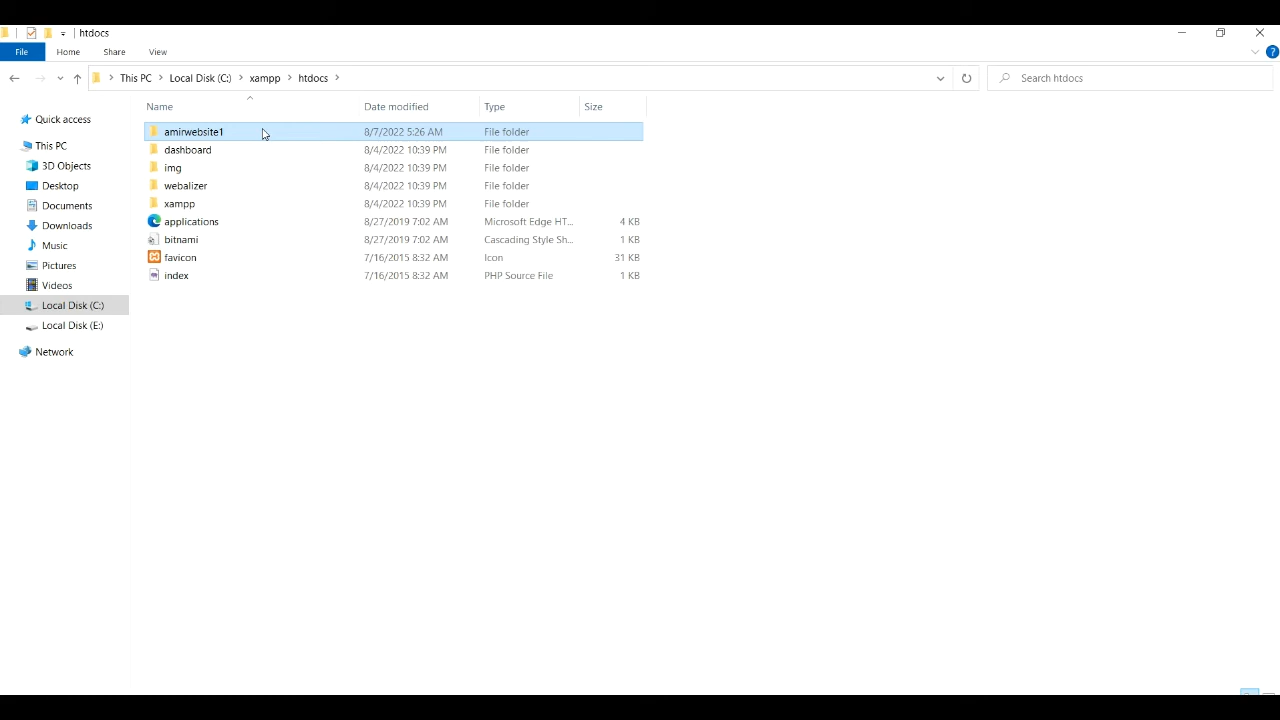 htdocs
File Home Share View
This PC Local Disk (C:) xampp htdocs Search htdocs
Name Date modified Type Size
Quick access
This PC
3D Objects
Desktop
Documents
Downloads
Music
Pictures
Videos
Local Disk (C:)
Local Disk (E:)
Network
amirwebsite1 8/7/2022 5:26 AM File folder
dashboard 8/4/2022 10:39 PM File folder
img 8/4/2022 10:39 PM File folder
webalizer 8/4/2022 10:39 PM File folder
xampp 8/4/2022 10:39 PM File folder
applications 8/27/2019 7:02 AM Microsoft Edge HT... 4 KB
bitnami 8/27/2019 7:02 AM Cascading Style Sh... 1 KB
favicon 7/16/2015 8:32 AM Icon 31 KB
index 7/16/2015 8:32 AM PHP Source File 1 KB